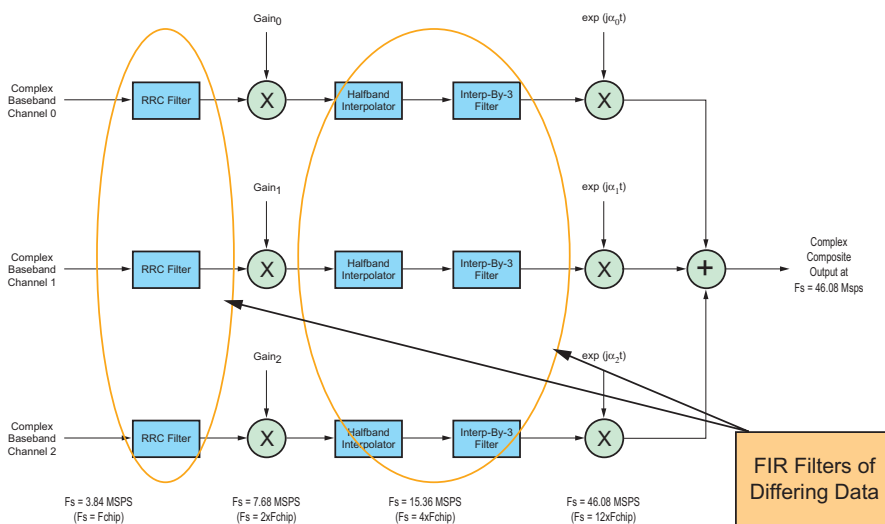 Gain0
exp (jα0t)
Complex
Baseband
Channel 0
RRC Filter
X
Halfband
Interpolator
Interp-By-3
Filter
X
Gain1
exp (jα1t)
Complex
Baseband
Channel 1
RRC Filter
X
Halfband
Interpolator
Interp-By-3
Filter
X
+
Complex
Composite
Output at
Fs = 46.08 Msps
Gain2
exp (jα2t)
Complex
Baseband
Channel 2
RRC Filter
X
Halfband
Interpolator
Interp-By-3
Filter
X
FIR Filters of
Differing Data
Fs = 3.84 MSPS
(Fs = Fchip)
Fs = 7.68 MSPS
(Fs = 2xFchip)
Fs = 15.36 MSPS
(Fs = 4xFchip)
Fs = 46.08 MSPS
(Fs = 12xFchip)